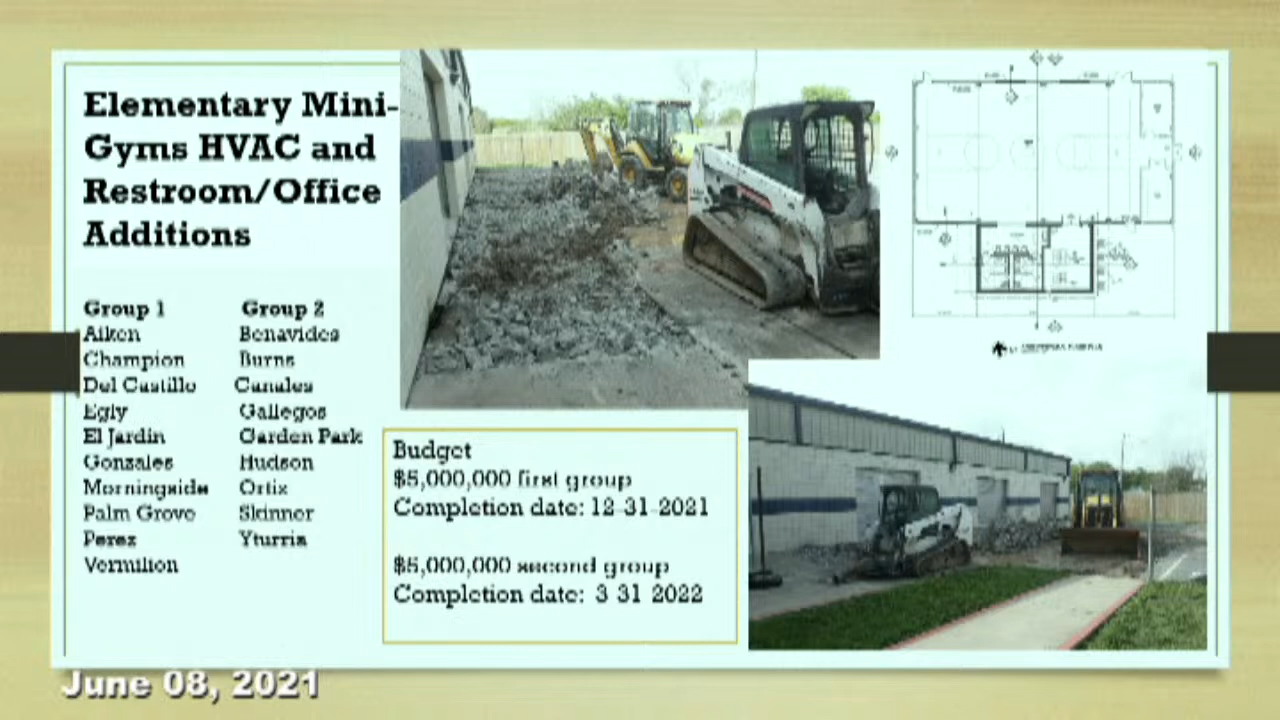 Elementary Mini-
Gyms HVAC and
Restroom/Office
Additions
Group 1
Aiken
Champion
Del Castillo
Egly
El Jardin
Gonzales
Morningside
Palm Grove
Perez
Vermilion
Group 2
Benavides
Burns
Canales
Gallegos
Garden Park
Hudson
Ortiz
Skinner
Yturria
Budget
$5,000,000 first group
Completion date: 12-31-2021
$5,000,000 second group
Completion date: 3-31-2022
June 08, 2021